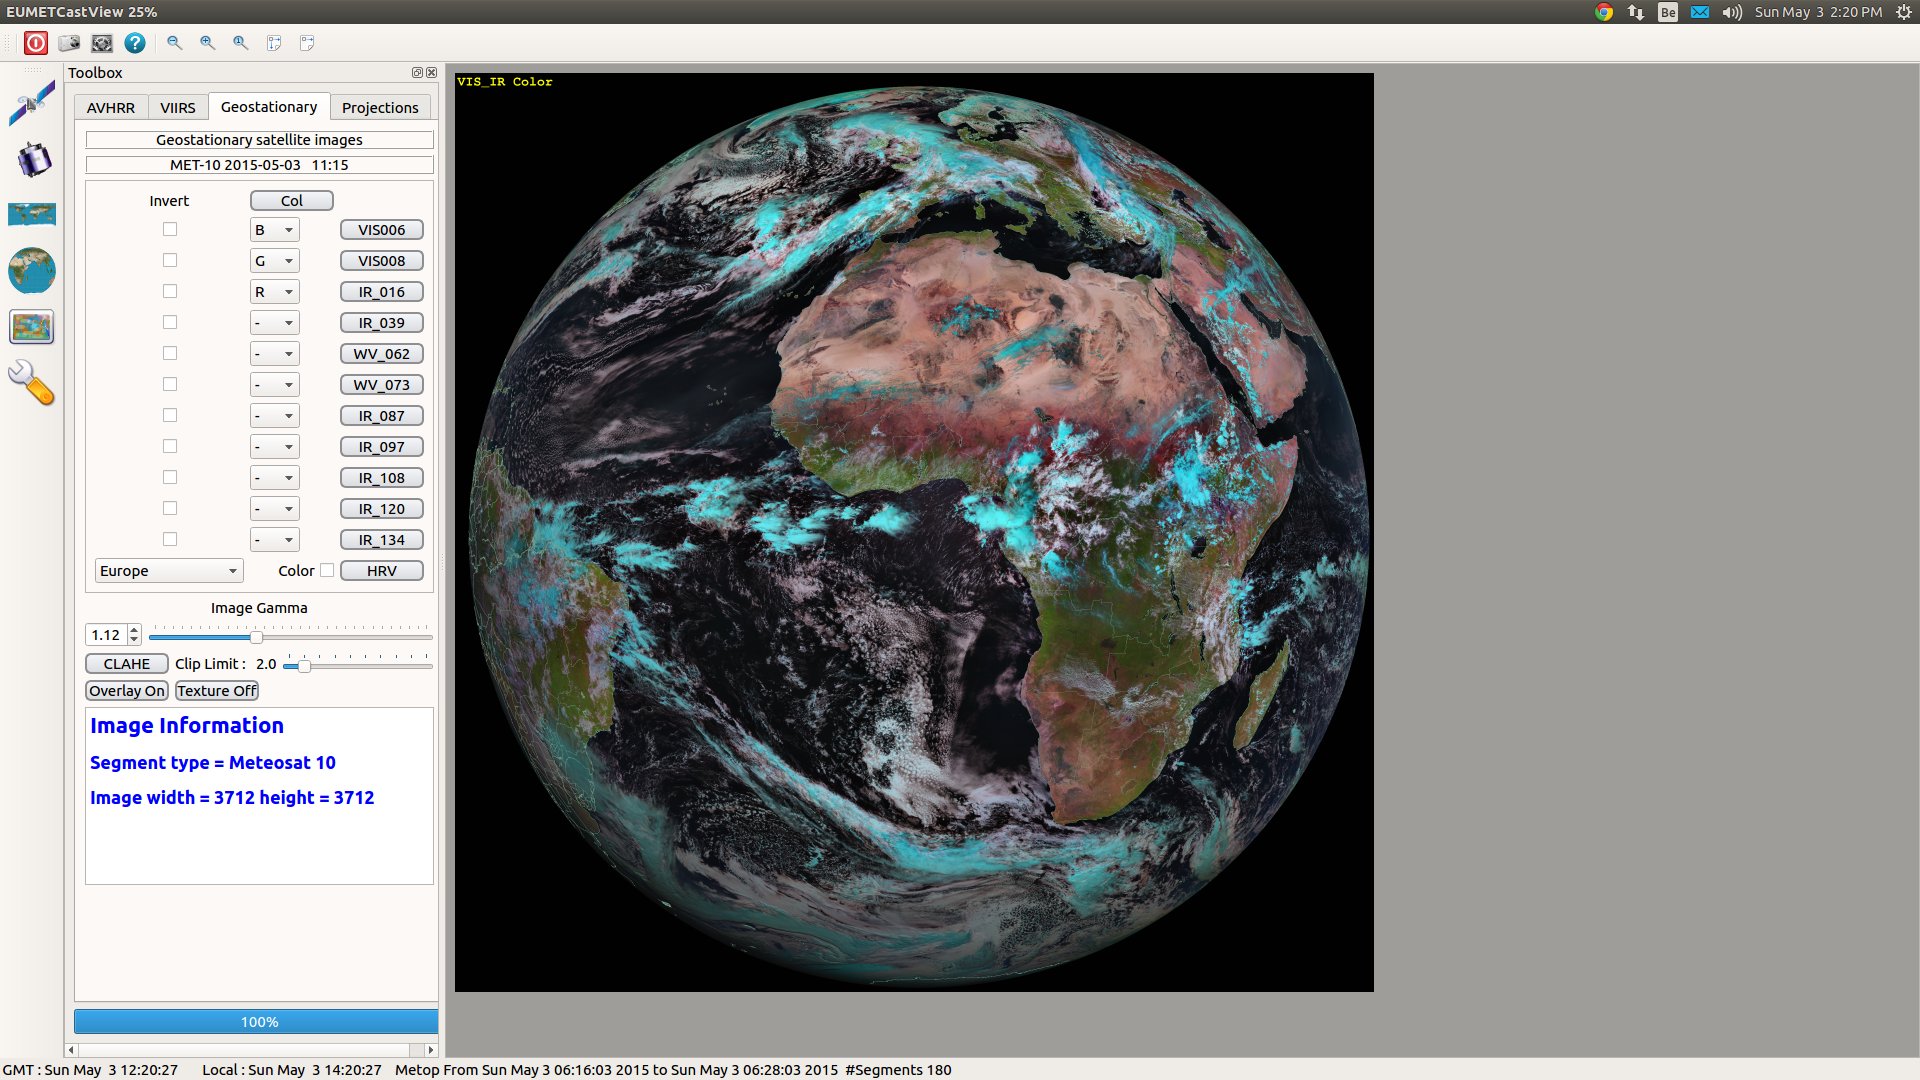 EUMETCastView 25%
Be
Sun May 3 2:20 PM
Toolbox
AVHRR VIIRS Geostationary Projections
Geostationary satellite images
MET-10 2015-05-03 11:15
Invert Col
B VIS006
G VIS008
R IR_016
- IR_039
- WV_062
- WV_073
- IR_087
- IR_097
- IR_108
- IR_120
- IR_134
Europe Color HRV
Image Gamma
1.12
CLAHE Clip Limit : 2.0
Overlay On Texture Off
Image Information
Segment type = Meteosat 10
Image width = 3712 height = 3712
100%
VIS_IR Color
GMT : Sun May 3 12:20:27 Local : Sun May 3 14:20:27 Metop From Sun May 3 06:16:03 2015 to Sun May 3 06:28:03 2015 #Segments 180